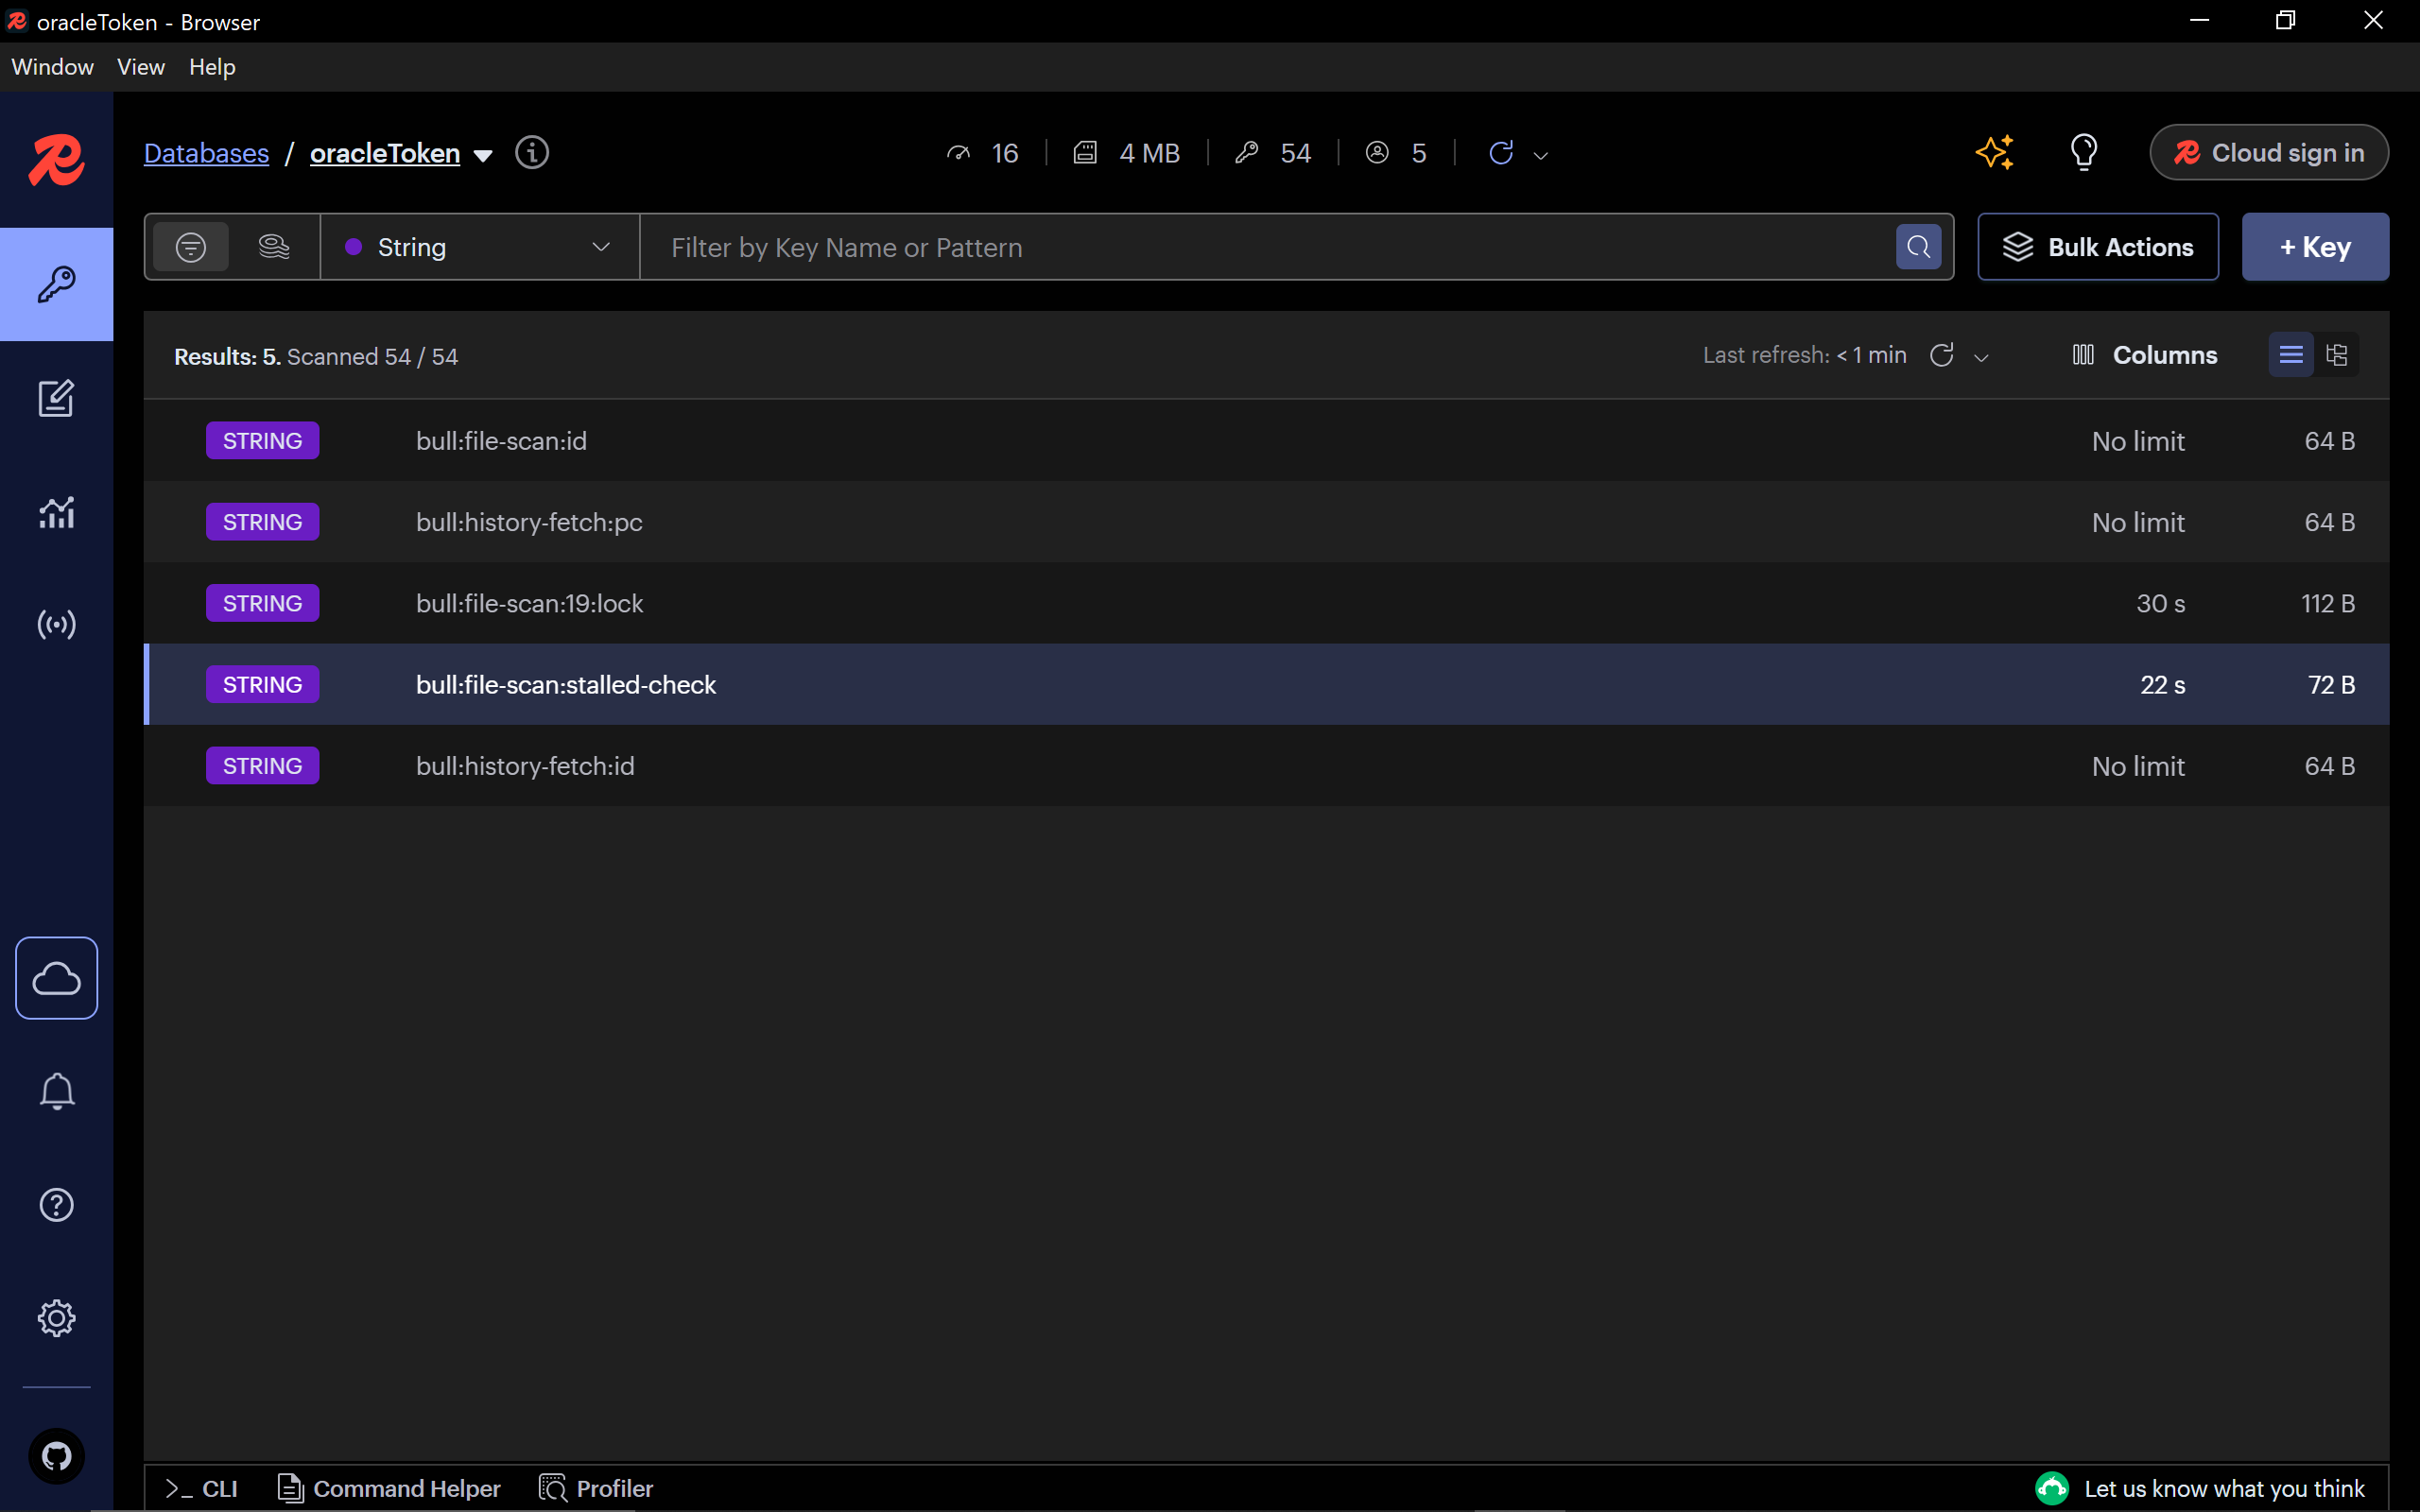 oracleToken - Browser
Window View Help
Databases / oracleToken 16 4 MB 54 5 Cloud sign in
String Filter by Key Name or Pattern Bulk Actions + Key
Results: 5. Scanned 54 / 54 Last refresh: < 1 min Columns
STRING bull:file-scan:id No limit 64 B
STRING bull:history-fetch:pc No limit 64 B
STRING bull:file-scan:19:lock 30 s 112 B
STRING bull:file-scan:stalled-check 22 s 72 B
STRING bull:history-fetch:id No limit 64 B
>_ CLI Command Helper Profiler Let us know what you think